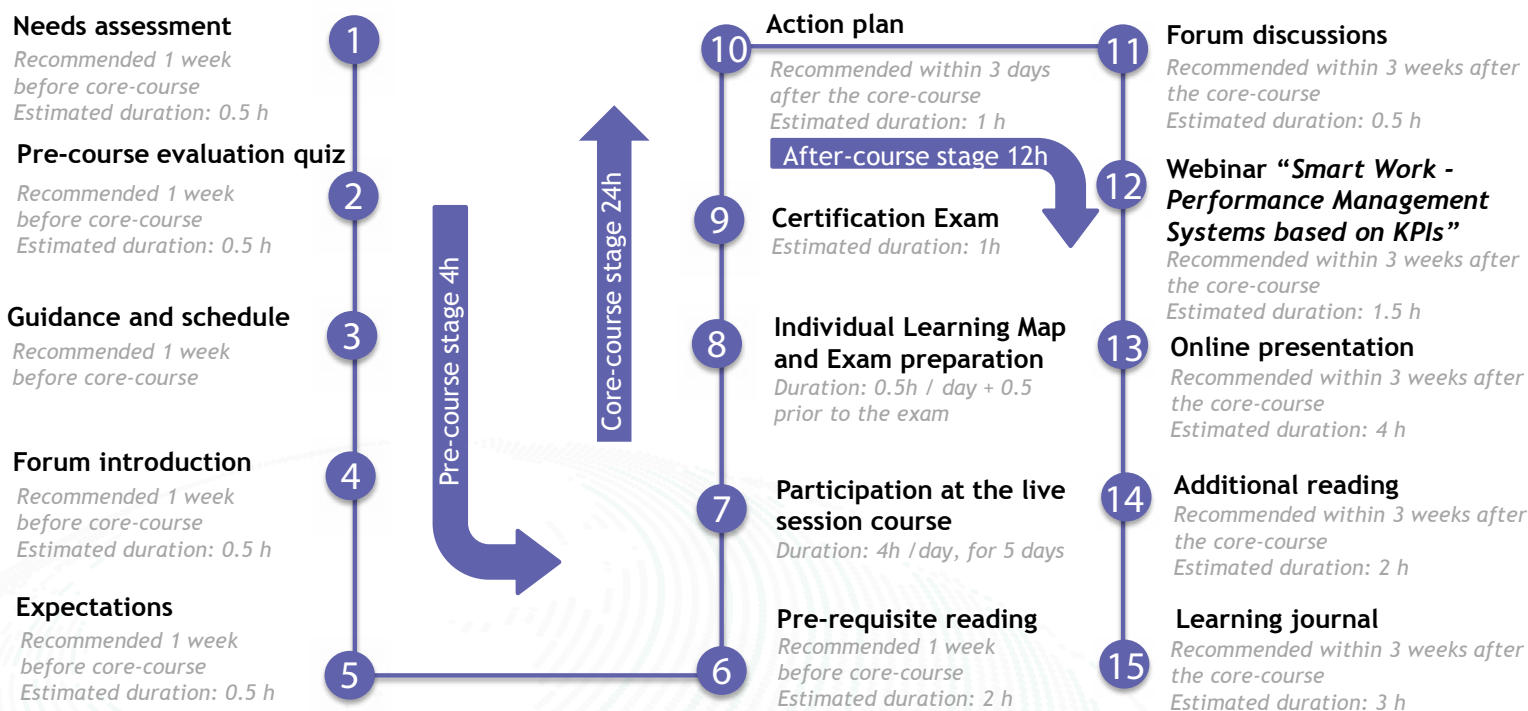 1
Needs assessment
Recommended 1 week
before core-course
Estimated duration: 0.5 h
2
Pre-course evaluation quiz
Recommended 1 week
before core-course
Estimated duration: 0.5 h
3
Guidance and schedule
Recommended 1 week
before core-course
4
Forum introduction
Recommended 1 week
before core-course
Estimated duration: 0.5 h
5
Expectations
Recommended 1 week
before core-course
Estimated duration: 0.5 h
Pre-course stage 4h
Core-course stage 24h
6
Pre-requisite reading
Recommended 1 week
before core-course
Estimated duration: 2 h
7
Participation at the live
session course
Duration: 4h /day, for 5 days
8
Individual Learning Map
and Exam preparation
Duration: 0.5h / day + 0.5
prior to the exam
9
Certification Exam
Estimated duration: 1h
10
Action plan
Recommended within 3 days
after the core-course
Estimated duration: 1 h
After-course stage 12h
11
Forum discussions
Recommended within 3 weeks after
the core-course
Estimated duration: 0.5 h
12
Webinar “Smart Work -
Performance Management
Systems based on KPIs”
Recommended within 3 weeks after
the core-course
Estimated duration: 1.5 h
13
Online presentation
Recommended within 3 weeks after
the core-course
Estimated duration: 4 h
14
Additional reading
Recommended within 3 weeks after
the core-course
Estimated duration: 2 h
15
Learning journal
Recommended within 3 weeks after
the core-course
Estimated duration: 3 h